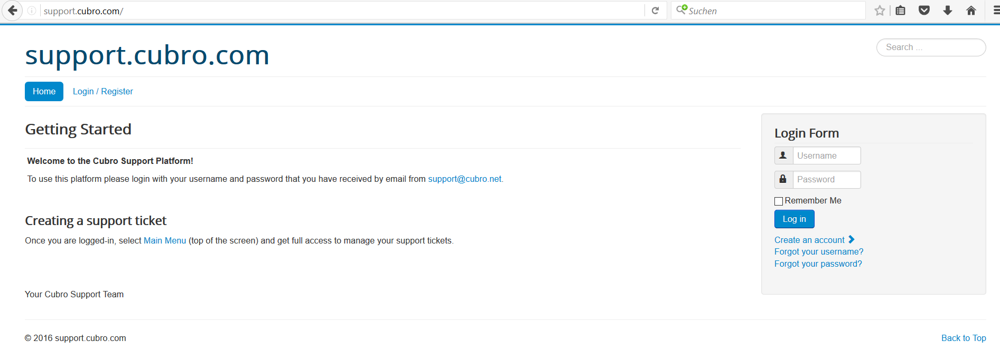 support.cubro.com/
Suchen
support.cubro.com
Search ...
Home Login / Register
Getting Started
Welcome to the Cubro Support Platform!
To use this platform please login with your username and password that you have received by email from support@cubro.net.
Creating a support ticket
Once you are logged-in, select Main Menu (top of the screen) and get full access to manage your support tickets.
Your Cubro Support Team
Login Form
Username
Password
Remember Me
Log in
Create an account
Forgot your username?
Forgot your password?
© 2016 support.cubro.com
Back to Top